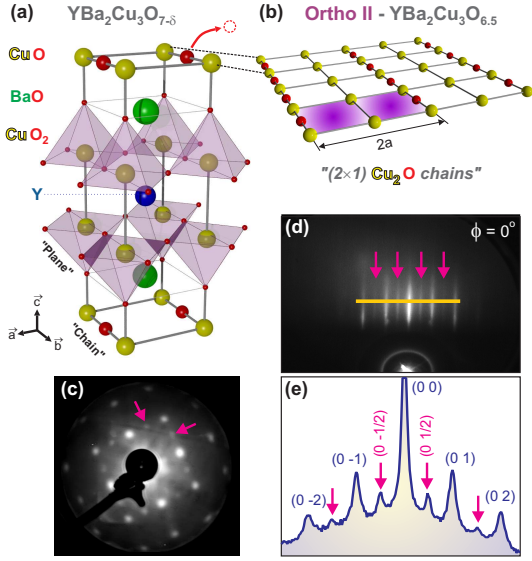 (a) YBa₂Cu₃O₇₋δ
(b) Ortho II - YBa₂Cu₃O₆.₅
CuO
BaO
CuO₂
Y
"Plane"
"Chain"
c
a
b
2a
"(2×1) Cu₂O chains"
(c)
(d)
ϕ = 0°
(e)
(0 0)
(0 -1/2)
(0 1/2)
(0 -1)
(0 1)
(0 -2)
(0 2)